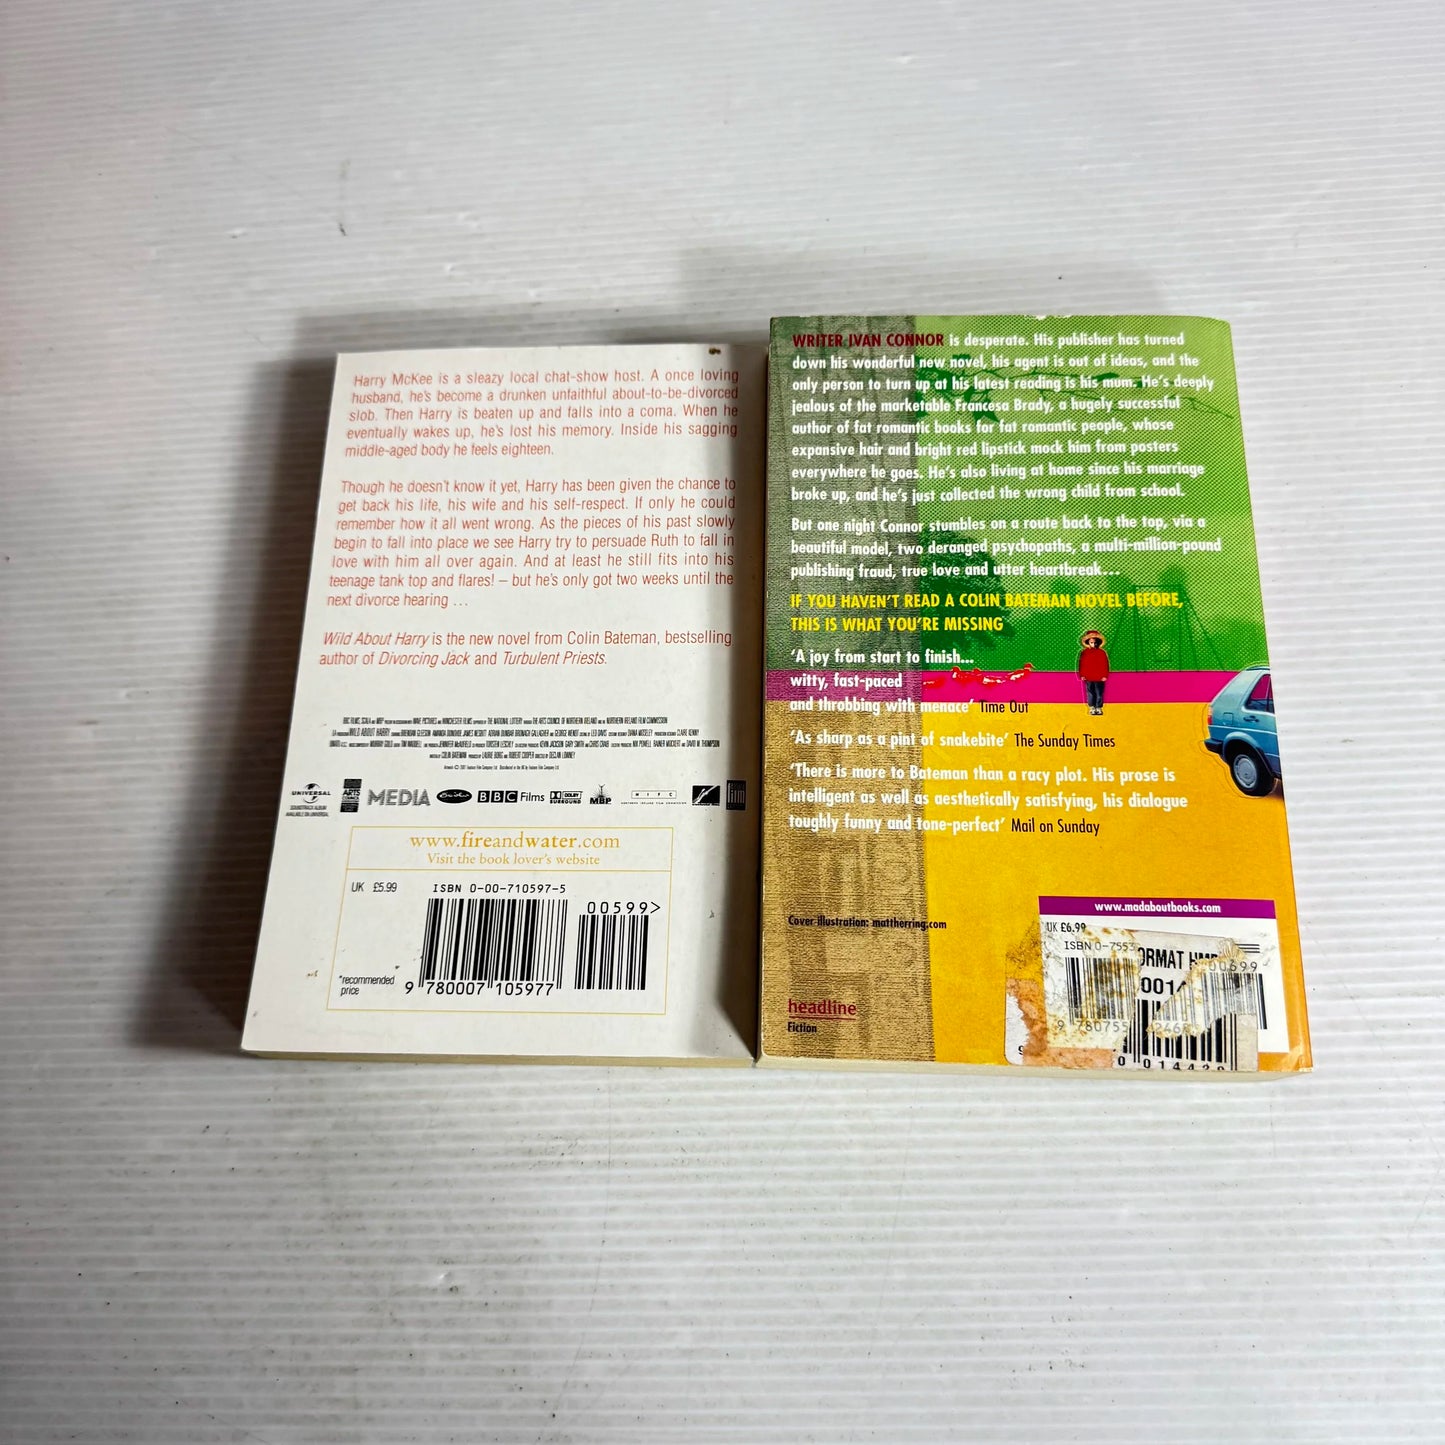 Harry McKee is a sleazy local chat-show host. A once loving
husband, he's become a drunken unfaithful about-to-be-divorced
slob. Then Harry is beaten up and falls into a coma. When he
eventually wakes up, he's lost his memory. Inside his sagging
middle-aged body he feels eighteen.
Though he doesn't know it yet, Harry has been given the chance to
get back his life, his wife and his self-respect. If only he could
remember how it all went wrong. As the pieces of his past slowly
begin to fall into place we see Harry try to persuade Ruth to fall in
love with him all over again. And at least he still fits into his
teenage tank top and flares! – but he's only got two weeks until the
next divorce hearing ...
Wild About Harry is the new novel from Colin Bateman, bestselling
author of Divorcing Jack and Turbulent Priests.
UNIVERSAL
SOUNDTRACK ALBUM
AVAILABLE ON UNIVERSAL
ARTS
MEDIA
BBC Films
DOLBY
SURROUND
MBP
film
www.fireandwater.com
Visit the book lover's website
UK £5.99
ISBN 0-00-710597-5
00599>
*recommended
price
9 780007 105977
WRITER IVAN CONNOR is desperate. His publisher has turned
down his wonderful new novel, his agent is out of ideas, and the
only person to turn up at his latest reading is his mum. He's deeply
jealous of the marketable Francesa Brady, a hugely successful
author of fat romantic books for fat romantic people, whose
expansive hair and bright red lipstick mock him from posters
everywhere he goes. He's also living at home since his marriage
broke up, and he's just collected the wrong child from school.
But one night Connor stumbles on a route back to the top, via a
beautiful model, two deranged psychopaths, a multi-million-pound
publishing fraud, true love and utter heartbreak...
IF YOU HAVEN'T READ A COLIN BATEMAN NOVEL BEFORE,
THIS IS WHAT YOU'RE MISSING
'A joy from start to finish...
witty, fast-paced
and throbbing with menace' Time Out
'As sharp as a pint of snakebite' The Sunday Times
'There is more to Bateman than a racy plot. His prose is
intelligent as well as aesthetically satisfying, his dialogue
toughly funny and tone-perfect' Mail on Sunday
Cover illustration: mattherring.com
headline
Fiction
www.madaboutbooks.com
UK £6.99
ISBN 0-7553
ORMAT
00699
9 780755